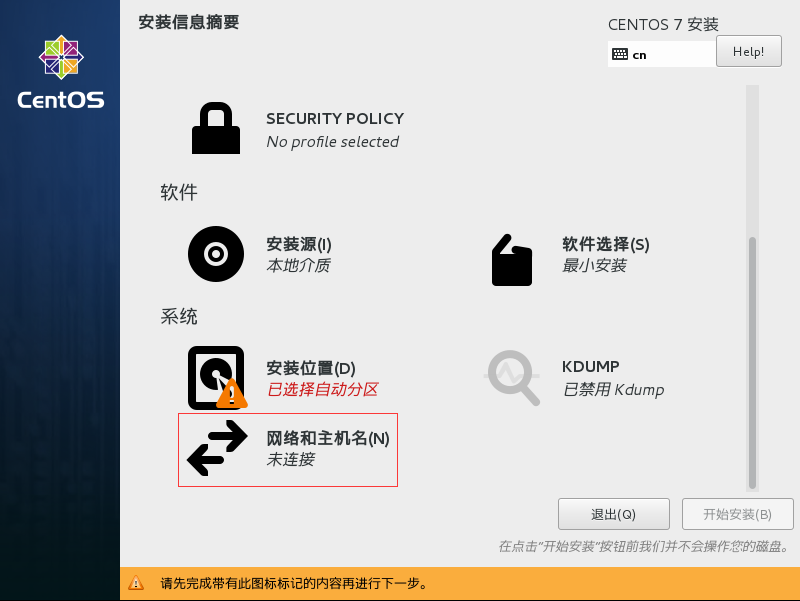 安装信息摘要
CENTOS 7 安装
cn
Help!
CentOS
SECURITY POLICY
No profile selected
软件
安装源(I)
本地介质
软件选择(S)
最小安装
系统
安装位置(D)
已选择自动分区
KDUMP
已禁用 Kdump
网络和主机名(N)
未连接
退出(Q)
开始安装(B)
在点击"开始安装"按钮前我们并不会操作您的磁盘。
请先完成带有此图标标记的内容再进行下一步。